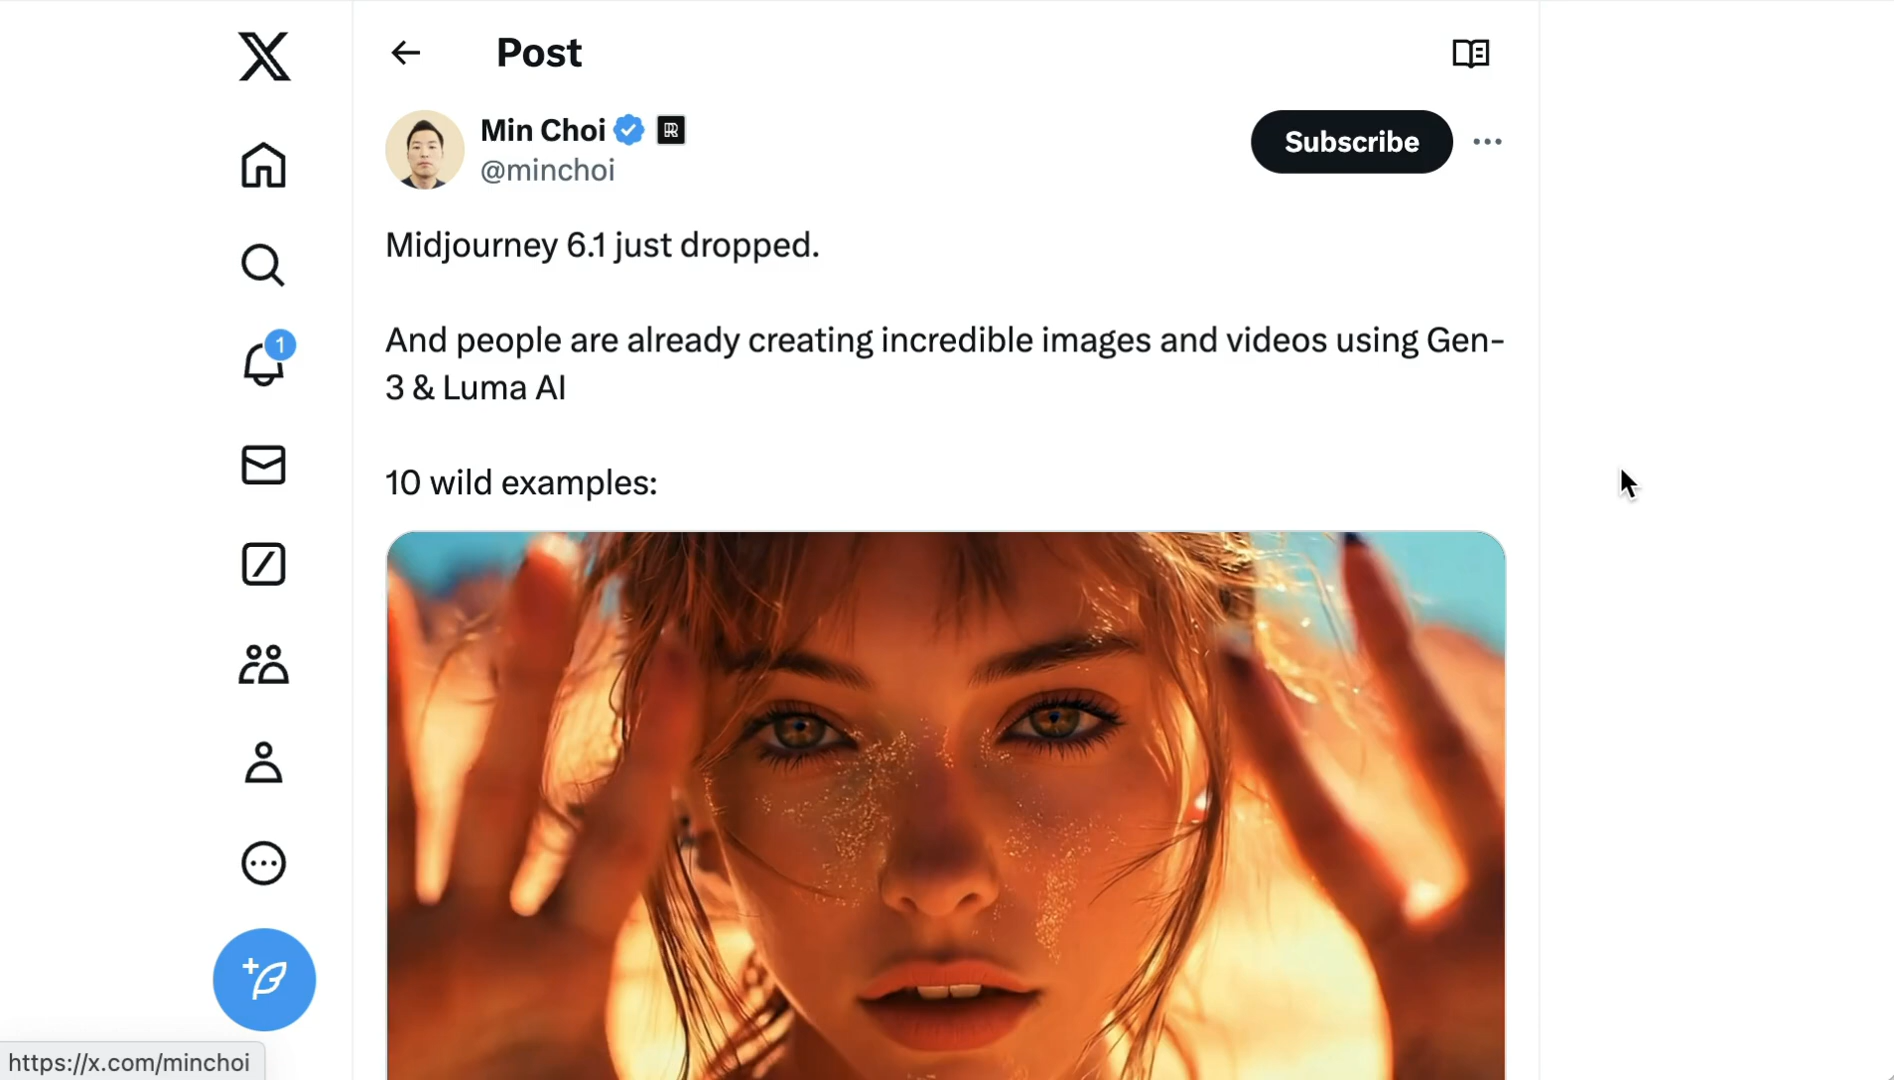 Post
Min Choi
@minchoi
Subscribe
Midjourney 6.1 just dropped.
And people are already creating incredible images and videos using Gen-
3 & Luma AI
10 wild examples:
1
https://x.com/minchoi